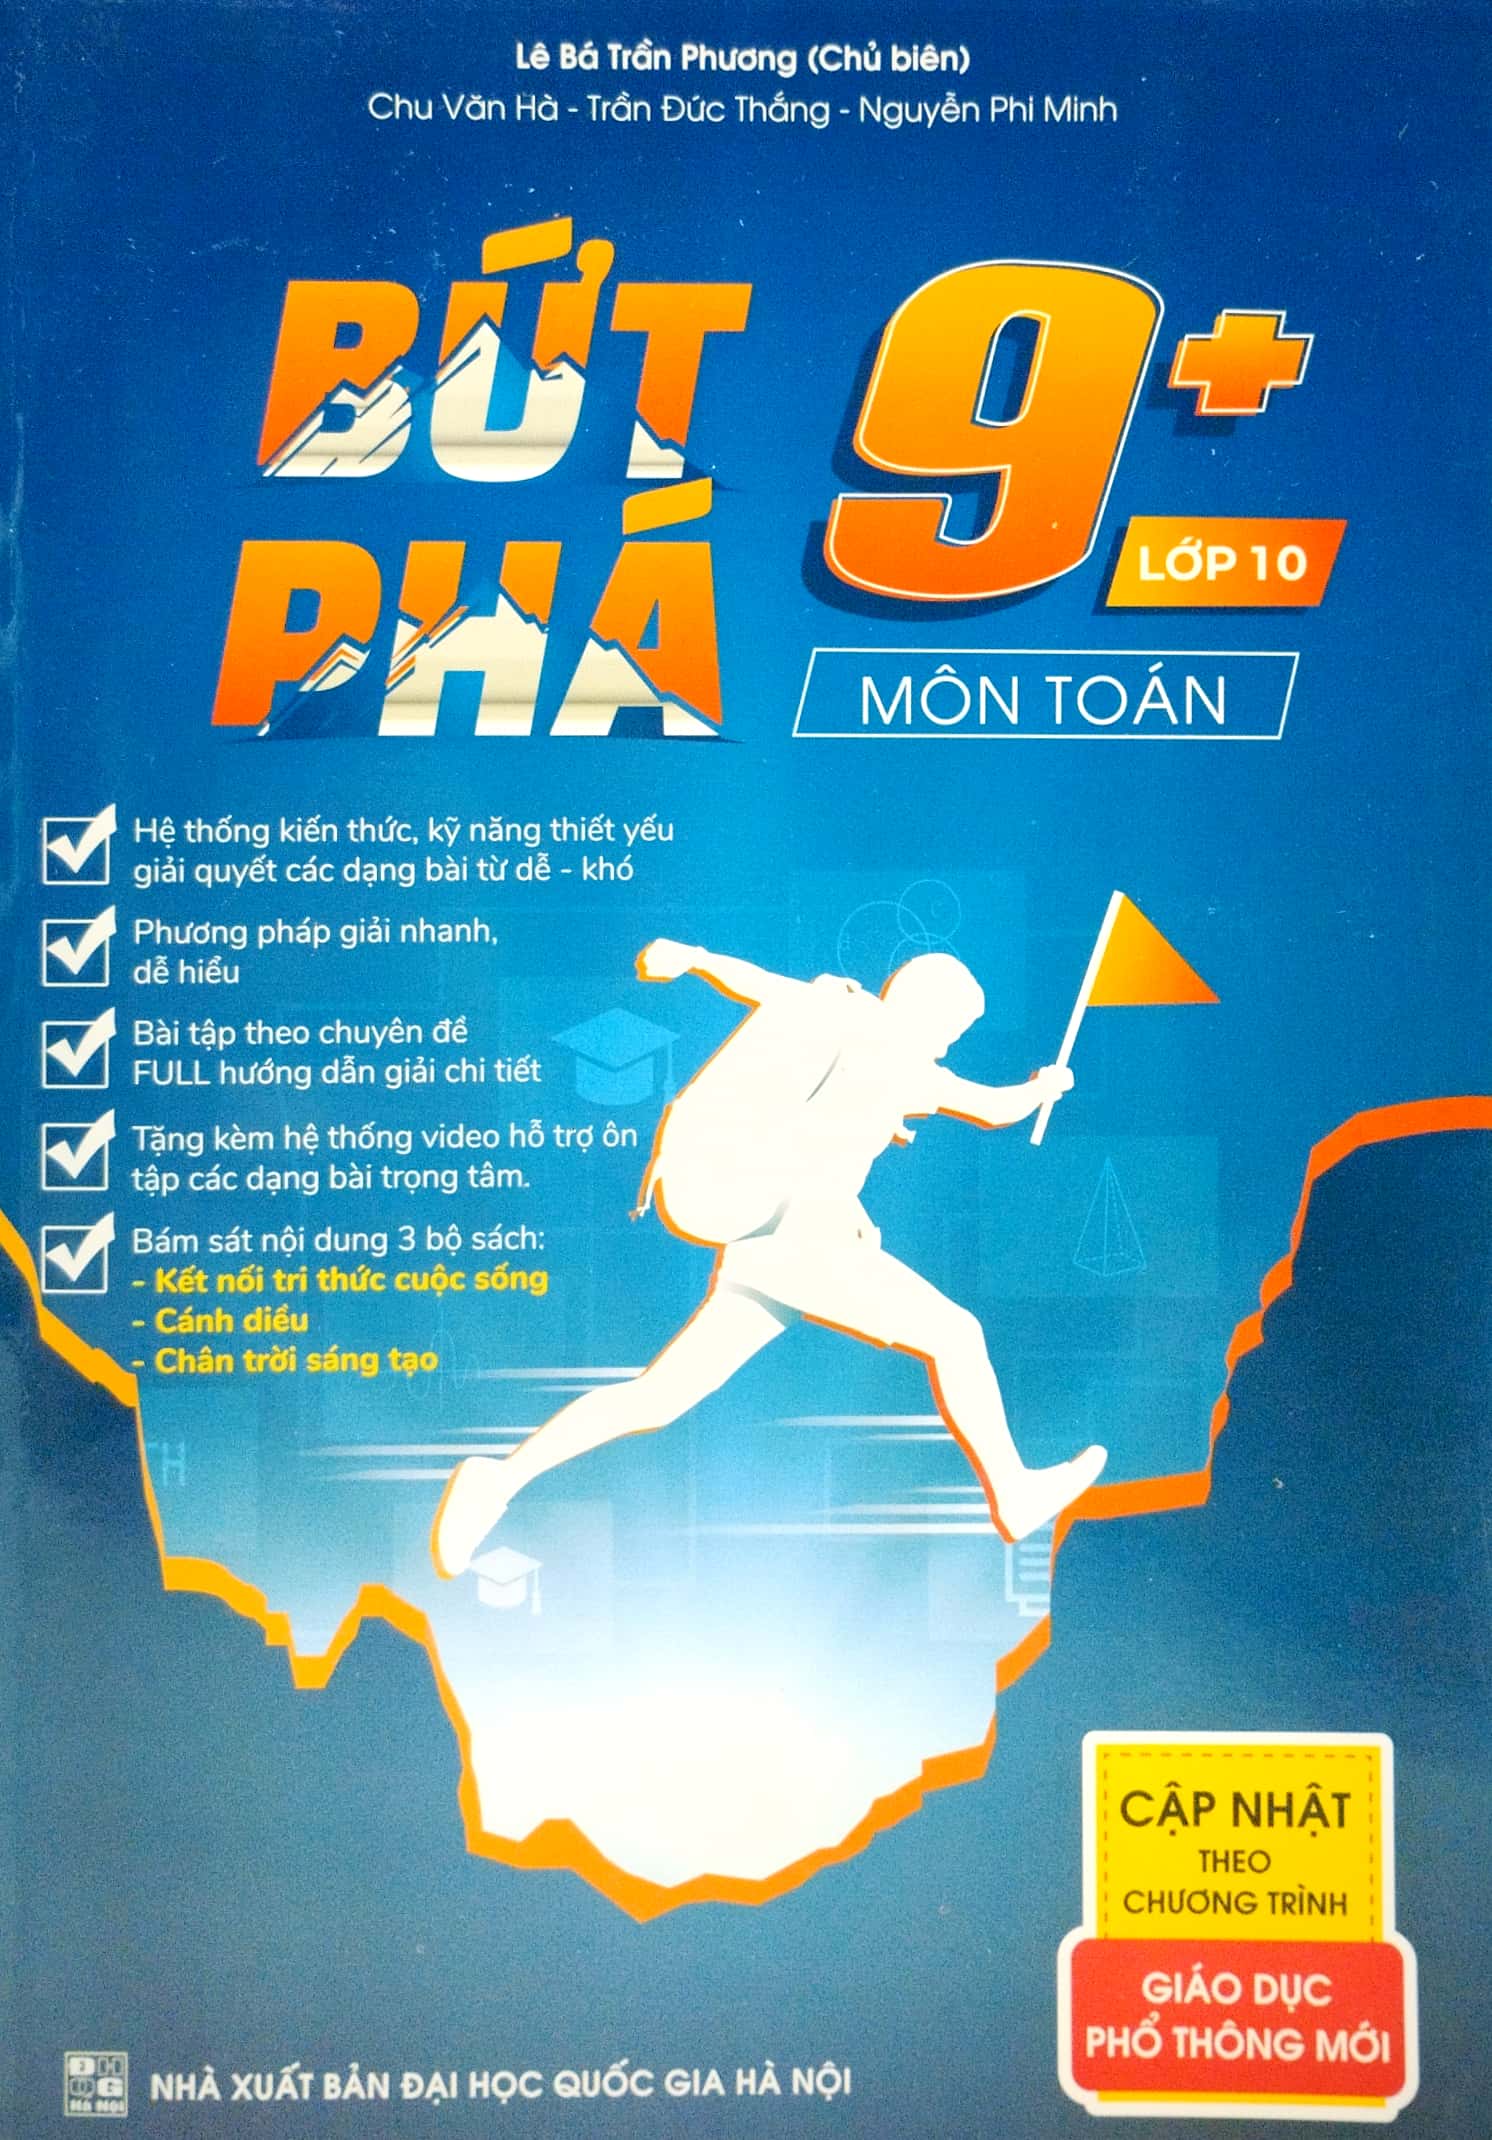 Lê Bá Trần Phương (Chủ biên)
Chu Văn Hà - Trần Đức Thắng - Nguyễn Phi Minh
BỨT
PHÁ
9+
LỚP 10
MÔN TOÁN
Hệ thống kiến thức, kỹ năng thiết yếu
giải quyết các dạng bài từ dễ - khó
Phương pháp giải nhanh,
dễ hiểu
Bài tập theo chuyên đề
FULL hướng dẫn giải chi tiết
Tặng kèm hệ thống video hỗ trợ ôn
tập các dạng bài trọng tâm.
Bám sát nội dung 3 bộ sách:
- Kết nối tri thức cuộc sống
- Cánh diều
- Chân trời sáng tạo
CẬP NHẬT
THEO
CHƯƠNG TRÌNH
GIÁO DỤC
PHỔ THÔNG MỚI
NHÀ XUẤT BẢN ĐẠI HỌC QUỐC GIA HÀ NỘI